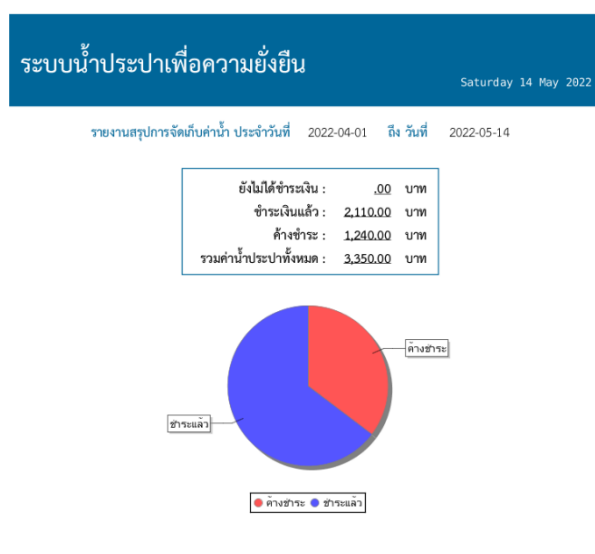 ระบบน้ำประปาเพื่อความยั่งยืน
Saturday 14 May 2022
รายงานสรุปการจัดเก็บค่าน้ำ ประจำวันที่ 2022-04-01 ถึง วันที่ 2022-05-14
ยังไม่ได้ชำระเงิน : .00 บาท
ชำระเงินแล้ว : 2,110.00 บาท
ค้างชำระ : 1,240.00 บาท
รวมค่าน้ำประปาทั้งหมด : 3,350.00 บาท
ค้างชำระ
ชำระแล้ว
ค้างชำระ ชำระแล้ว